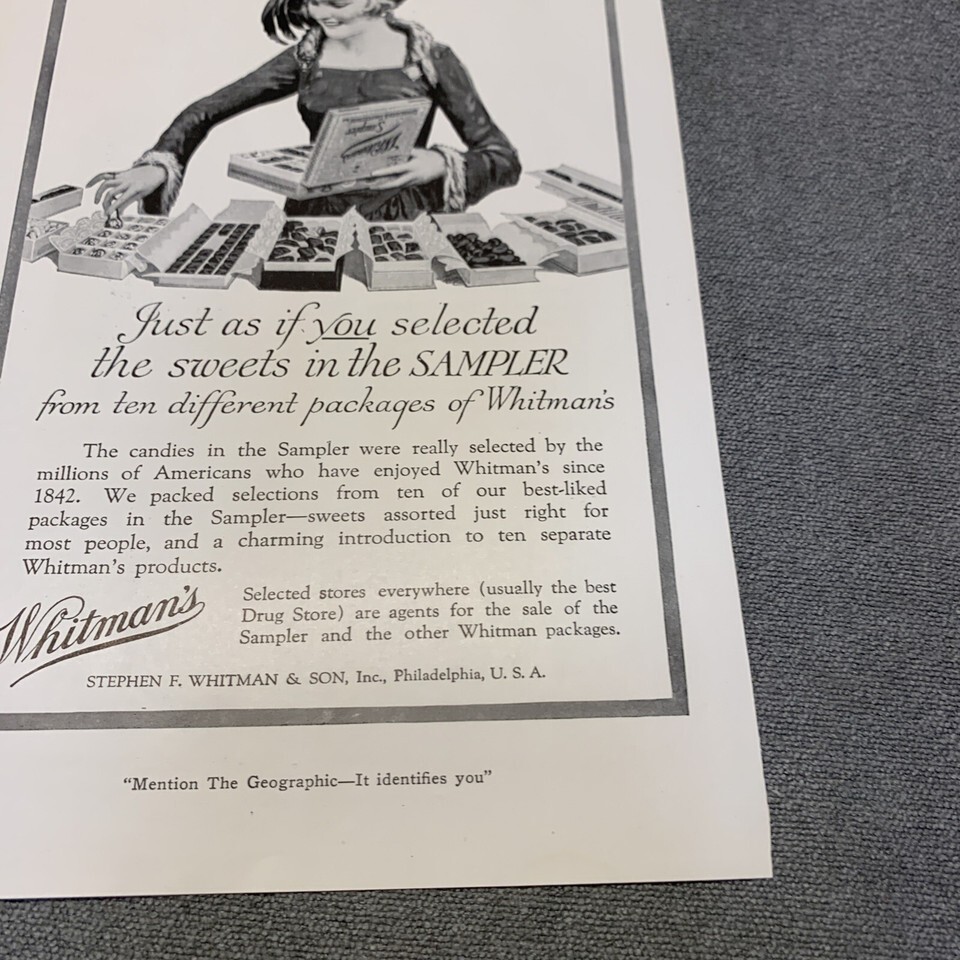 Whitman's
Sampler
Just as if you selected
the sweets in the SAMPLER
from ten different packages of Whitman's
The candies in the Sampler were really selected by the
millions of Americans who have enjoyed Whitman's since
1842. We packed selections from ten of our best-liked
packages in the Sampler—sweets assorted just right for
most people, and a charming introduction to ten separate
Whitman's products.
Whitman's
Selected stores everywhere (usually the best
Drug Store) are agents for the sale of the
Sampler and the other Whitman packages.
STEPHEN F. WHITMAN & SON, Inc., Philadelphia, U. S. A.
"Mention The Geographic—It identifies you"